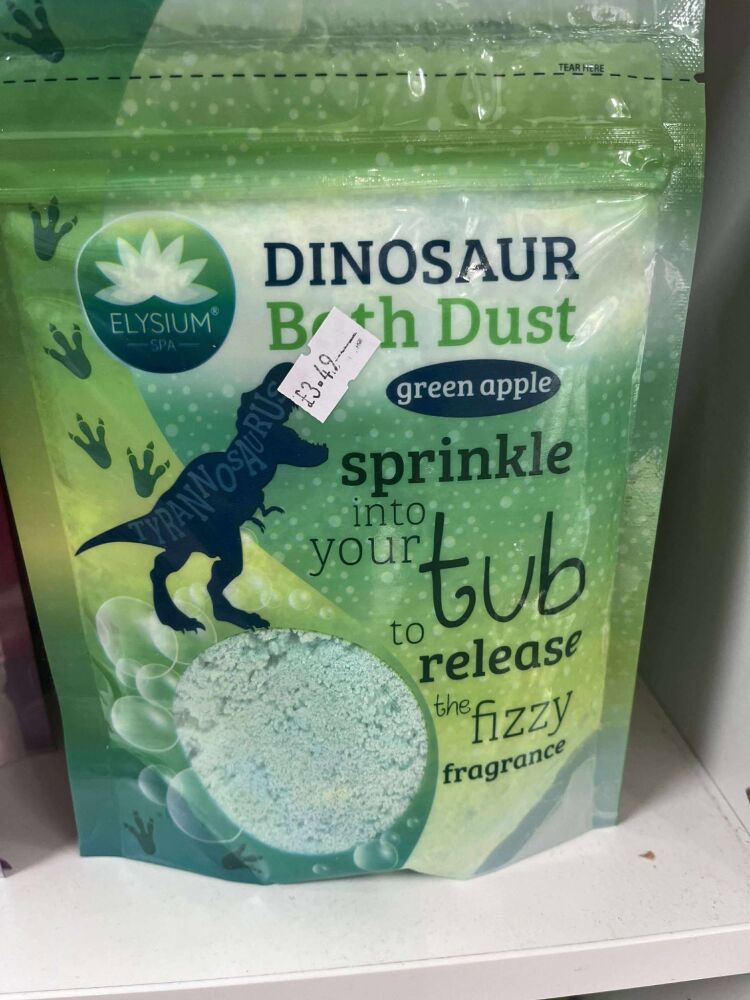 TEAR HERE
ELYSIUM®
SPA
DINOSAUR
Bath Dust
£3.49
green apple
TYRANNOSAURUS
sprinkle
into
your tub
to
release
the fizzy
fragrance